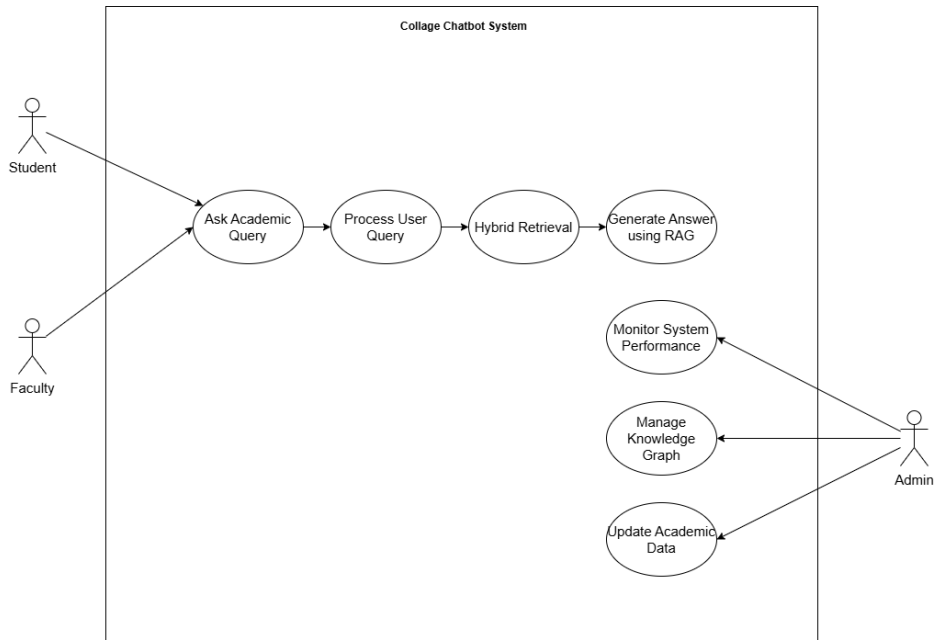 Collage Chatbot System
Student
Ask Academic
Query
Process User
Query
Hybrid Retrieval
Generate Answer
using RAG
Monitor System
Performance
Faculty
Manage
Knowledge
Graph
Admin
Update Academic
Data